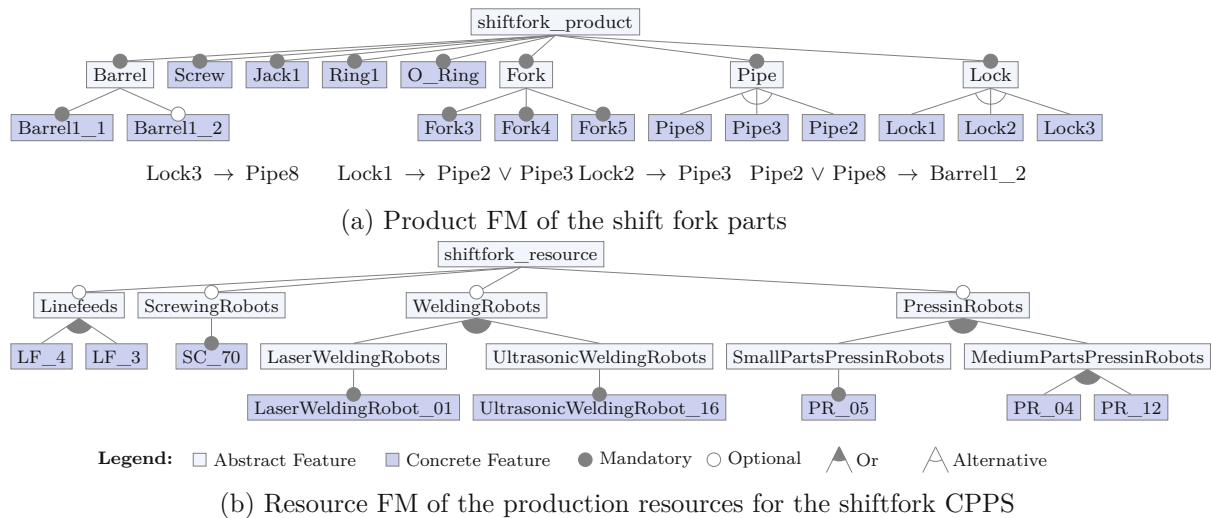 shiftfork_product
Barrel Screw Jack1 Ring1 O_Ring Fork Pipe Lock
Barrel1_1 Barrel1_2 Fork3 Fork4 Fork5 Pipe8 Pipe3 Pipe2 Lock1 Lock2 Lock3
Lock3 → Pipe8 Lock1 → Pipe2 ∨ Pipe3 Lock2 → Pipe3 Pipe2 ∨ Pipe8 → Barrel1_2
(a) Product FM of the shift fork parts
shiftfork_resource
Linefeeds ScrewingRobots WeldingRobots PressinRobots
LF_4 LF_3 SC_70 LaserWeldingRobots UltrasonicWeldingRobots SmallPartsPressinRobots MediumPartsPressinRobots
LaserWeldingRobot_01 UltrasonicWeldingRobot_16 PR_05 PR_04 PR_12
Legend: Abstract Feature Concrete Feature Mandatory Optional Or Alternative
(b) Resource FM of the production resources for the shiftfork CPPS